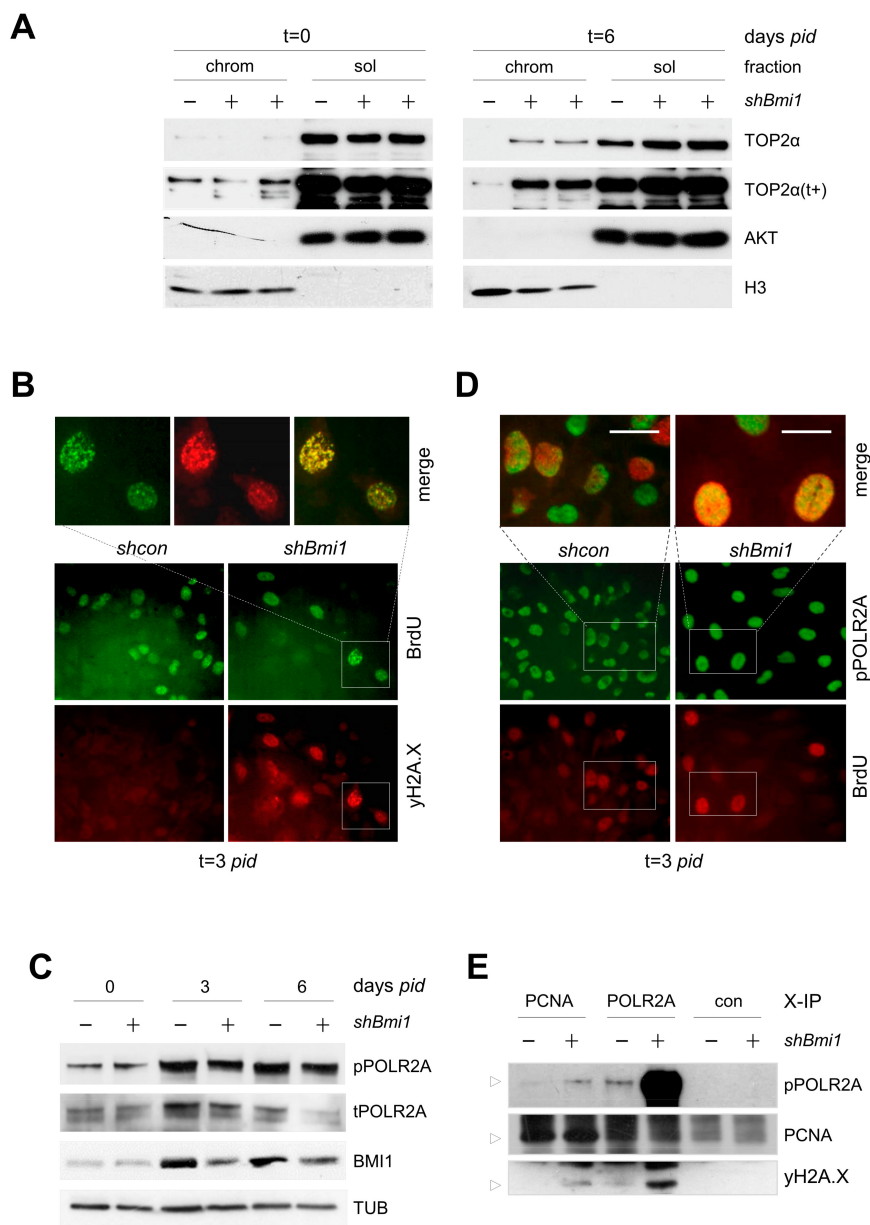 A
t=0 t=6 days pid
chrom sol chrom sol fraction
− + + − + + − + + − + + shBmi1
TOP2α
TOP2α(t+)
AKT
H3
B
merge
shcon shBmi1
BrdU
yH2A.X
t=3 pid
D
merge
shcon shBmi1
pPOLR2A
BrdU
t=3 pid
C
0 3 6 days pid
− + − + − + shBmi1
pPOLR2A
tPOLR2A
BMI1
TUB
E
PCNA POLR2A con X-IP
− + − + − + shBmi1
pPOLR2A
PCNA
yH2A.X